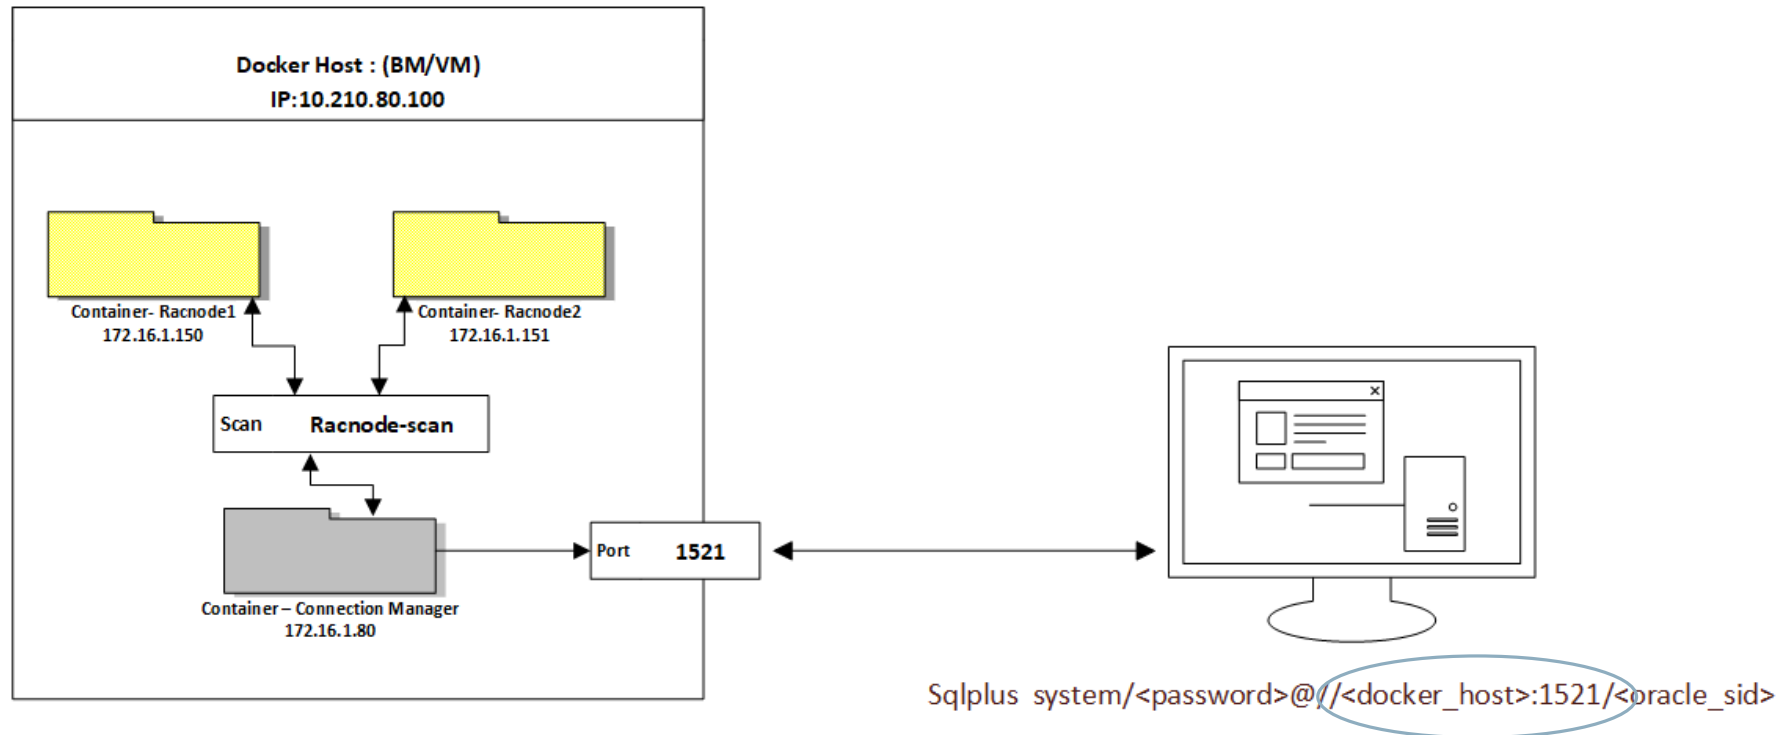 Docker Host : (BM/VM)
IP:10.210.80.100
Container- Racnode1
172.16.1.150
Container- Racnode2
172.16.1.151
Scan Racnode-scan
Container – Connection Manager
172.16.1.80
Port 1521
Sqlplus system/<password>@//<docker_host>:1521/<oracle_sid>